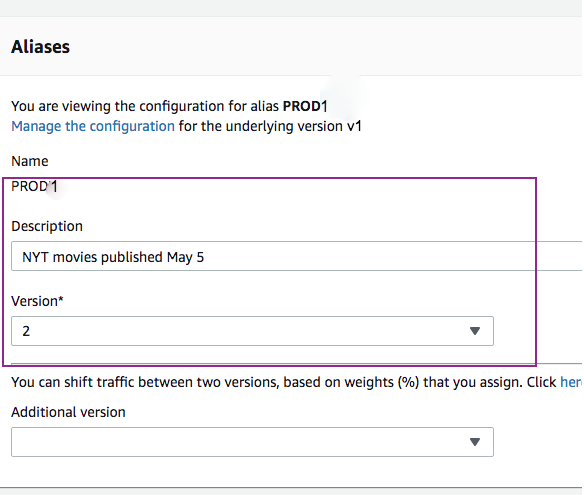 Aliases
You are viewing the configuration for alias PROD1
Manage the configuration for the underlying version v1
Name
PROD1
Description
NYT movies published May 5
Version*
2
You can shift traffic between two versions, based on weights (%) that you assign. Click her
Additional version